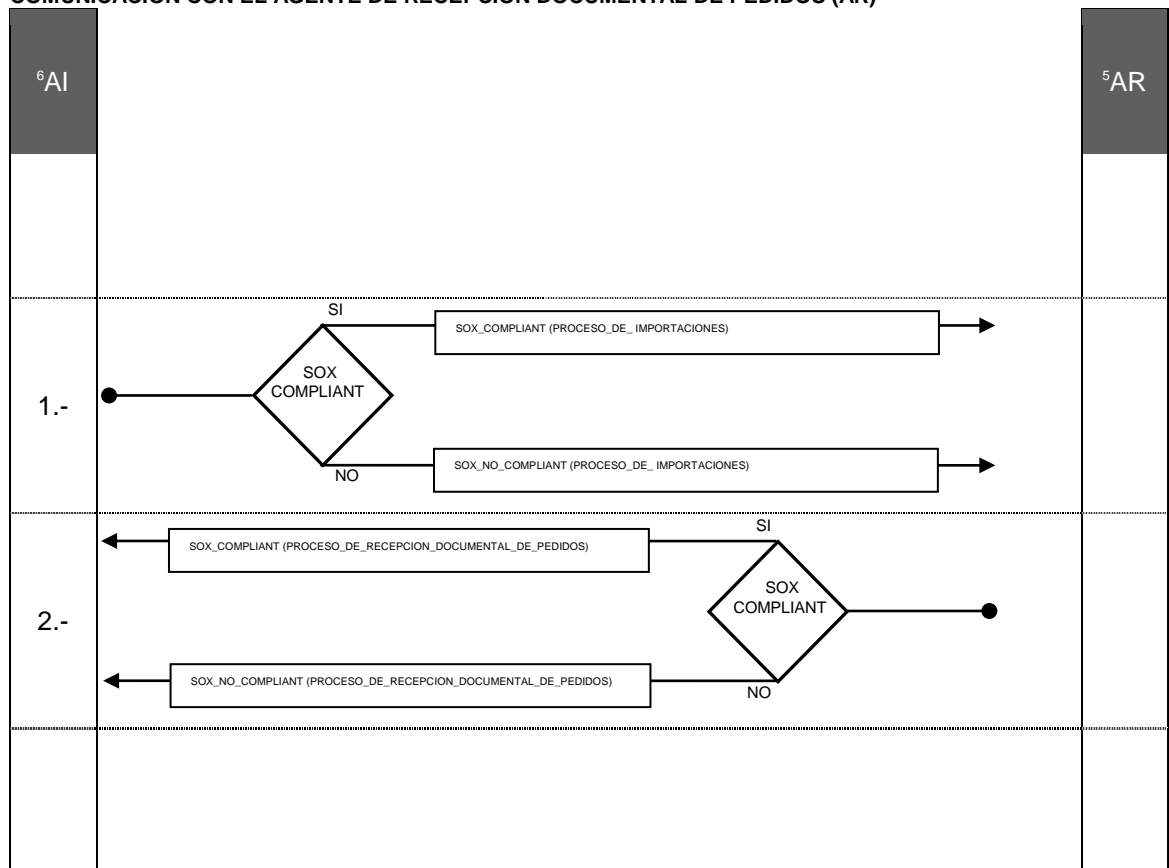 COMUNICACIÓN CON EL AGENTE DE RECEPCION DOCUMENTAL DE PEDIDOS (AR)
⁶AI
⁵AR
SI
SOX_COMPLIANT (PROCESO_DE_ IMPORTACIONES)
SOX
COMPLIANT
1.-
SOX_NO_COMPLIANT (PROCESO_DE_ IMPORTACIONES)
NO
SI
SOX_COMPLIANT (PROCESO_DE_RECEPCION_DOCUMENTAL_DE_PEDIDOS)
SOX
COMPLIANT
2.-
SOX_NO_COMPLIANT (PROCESO_DE_RECEPCION_DOCUMENTAL_DE_PEDIDOS)
NO